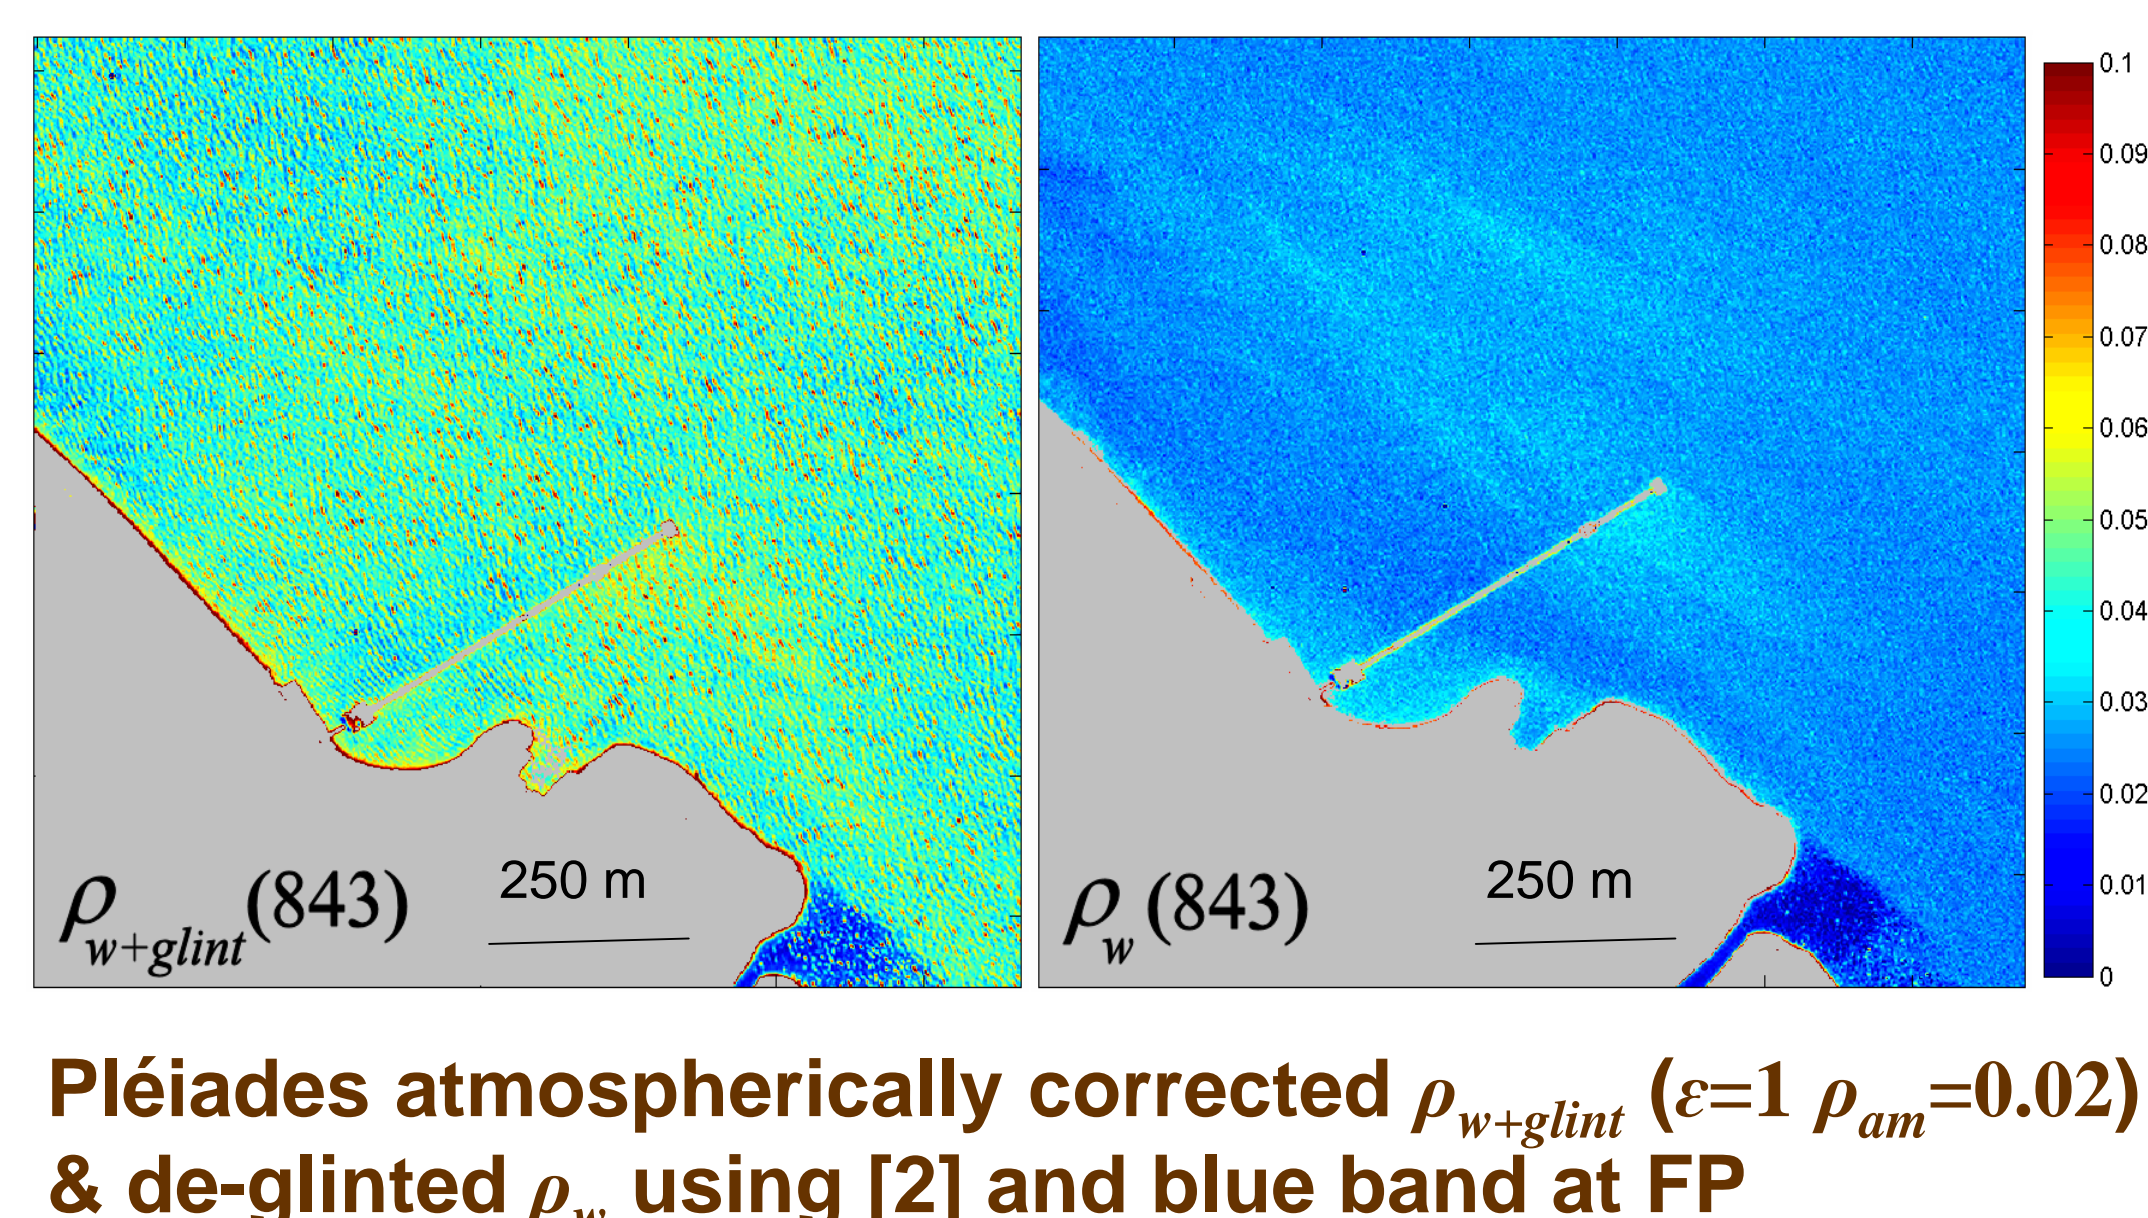 ρw+glint(843)
250 m
ρw (843)
250 m
0.1
0.09
0.08
0.07
0.06
0.05
0.04
0.03
0.02
0.01
0
Pléiades atmospherically corrected ρw+glint (ε=1 ρam=0.02)
& de-glinted ρw using [2] and blue band at FP